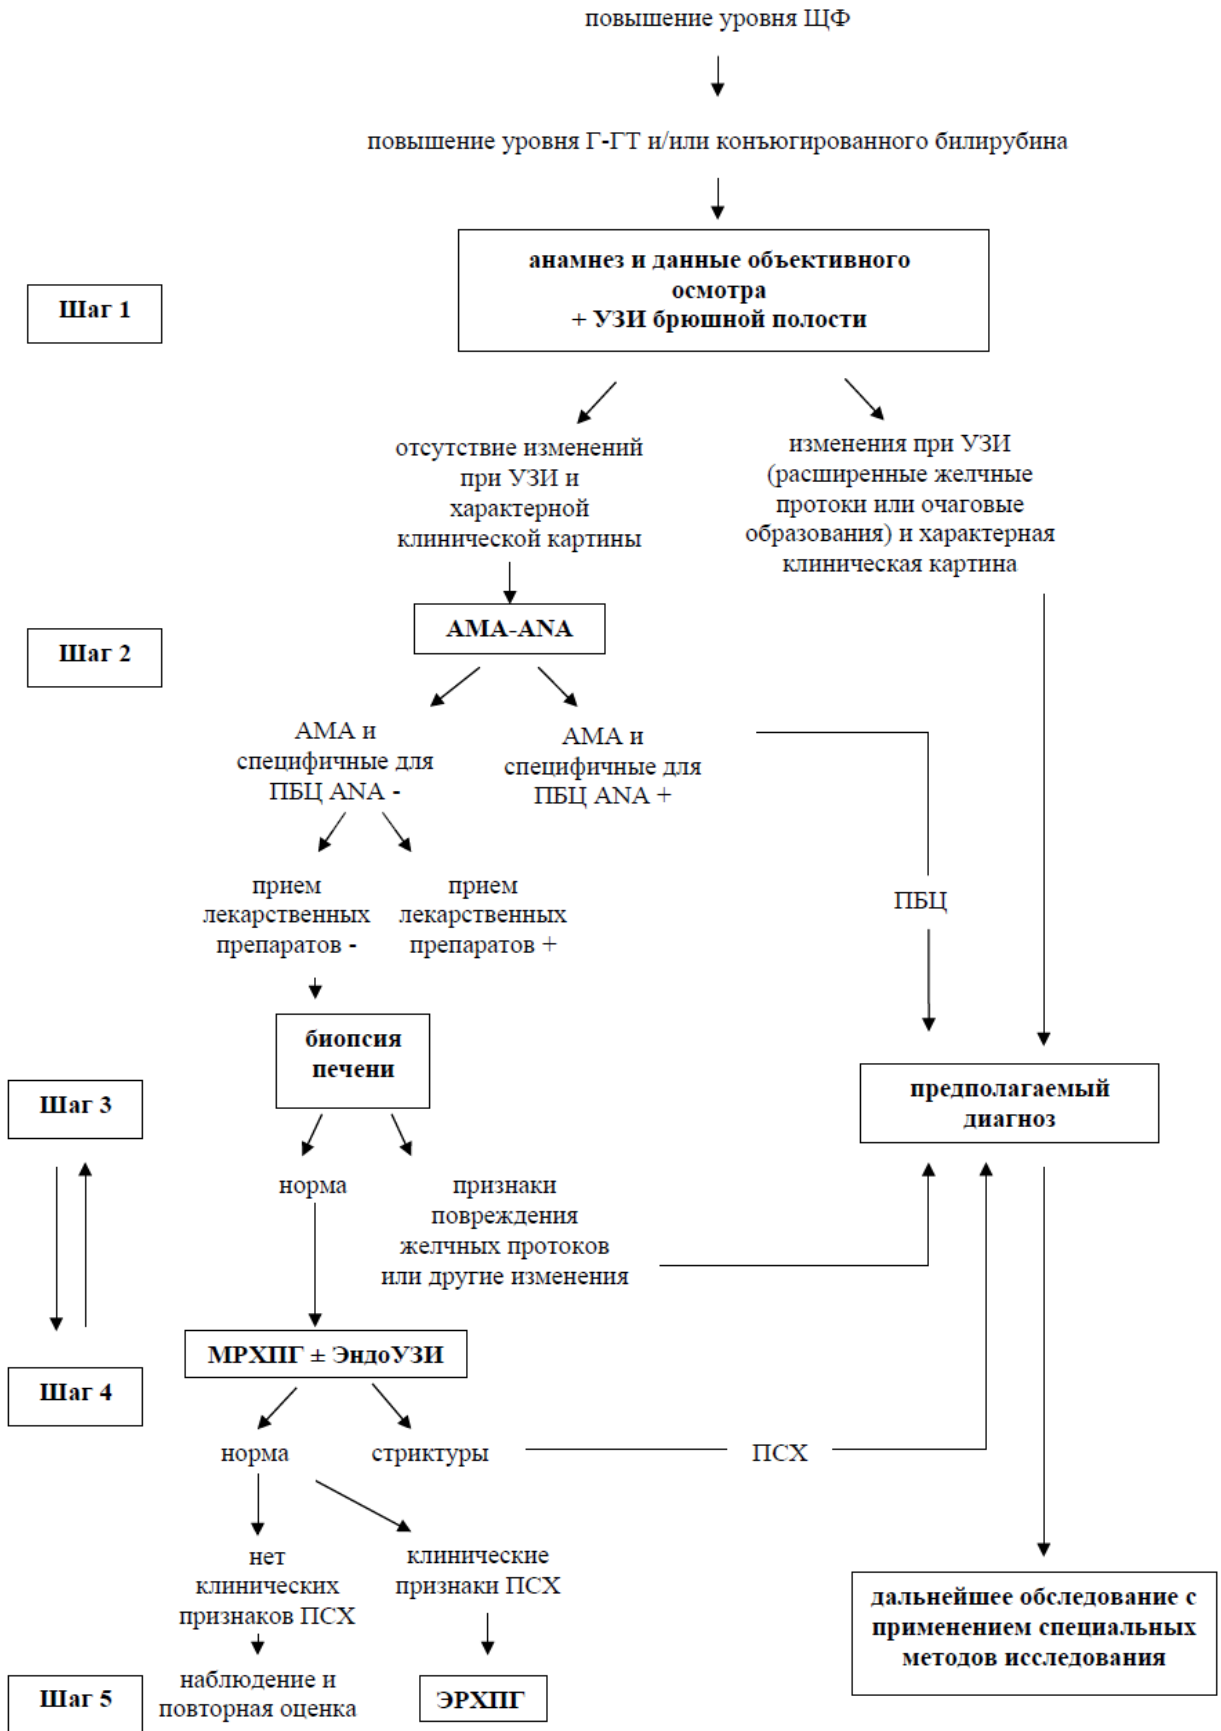 повышение уровня ЩФ
повышение уровня Г-ГТ и/или конъюгированного билирубина
Шаг 1
анамнез и данные объективного
осмотра
+ УЗИ брюшной полости
отсутствие изменений
при УЗИ и
характерной
клинической картины
изменения при УЗИ
(расширенные желчные
протоки или очаговые
образования) и характерная
клиническая картина
Шаг 2
АМА-ANA
АМА и
специфичные для
ПБЦ ANA -
АМА и
специфичные для
ПБЦ ANA +
прием
лекарственных
препаратов -
прием
лекарственных
препаратов +
ПБЦ
биопсия
печени
Шаг 3
предполагаемый
диагноз
норма
признаки
повреждения
желчных протоков
или другие изменения
МРХПГ ± ЭндоУЗИ
Шаг 4
норма
стриктуры
ПСХ
нет
клинических
признаков ПСХ
клинические
признаки ПСХ
дальнейшее обследование с
применением специальных
методов исследования
Шаг 5
наблюдение и
повторная оценка
ЭРХПГ